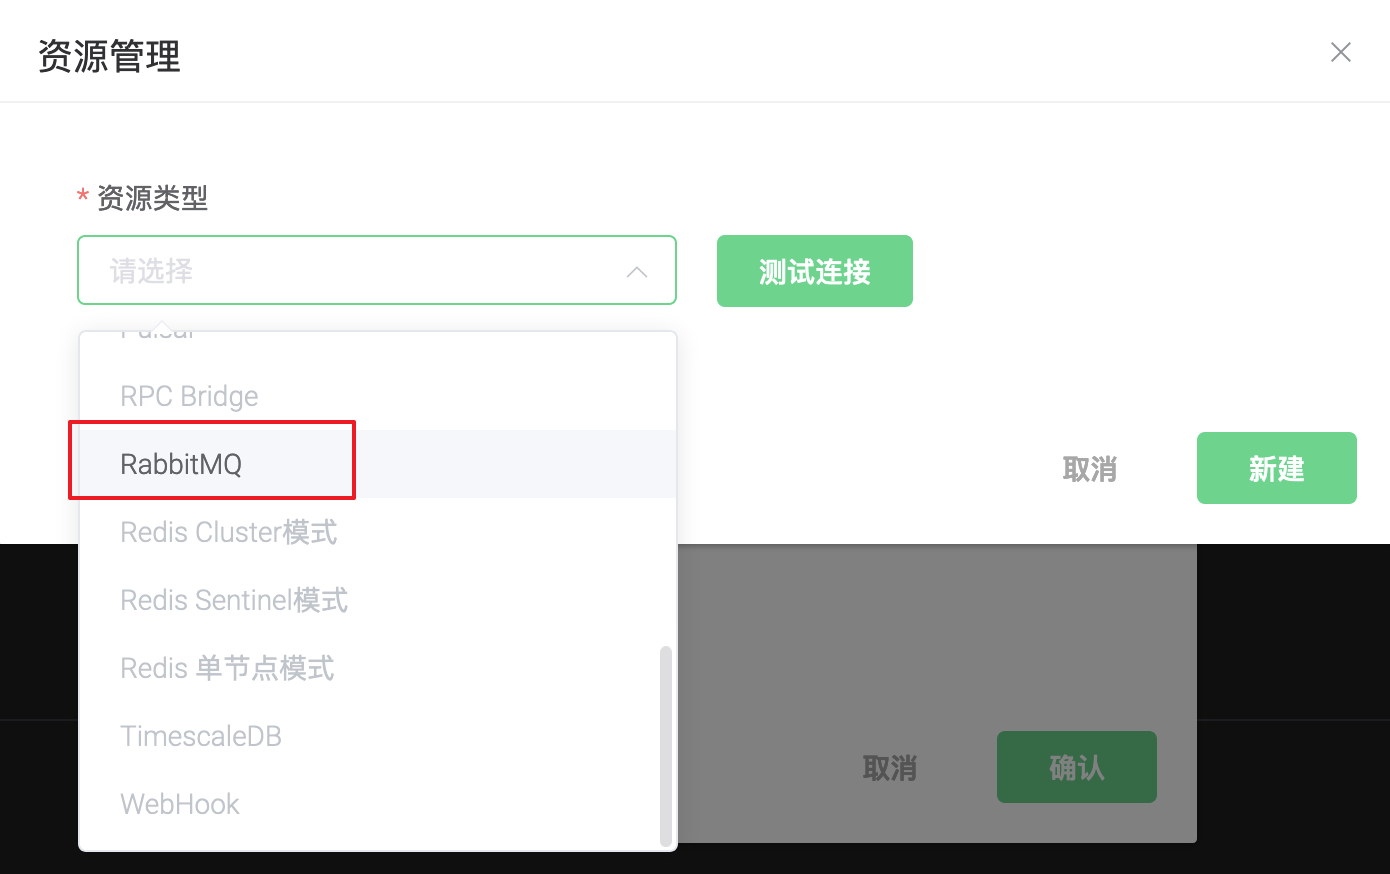 资源管理
* 资源类型
请选择
测试连接
Pulsar
RPC Bridge
RabbitMQ
取消
新建
Redis Cluster模式
Redis Sentinel模式
Redis 单节点模式
TimescaleDB
取消
确认
WebHook